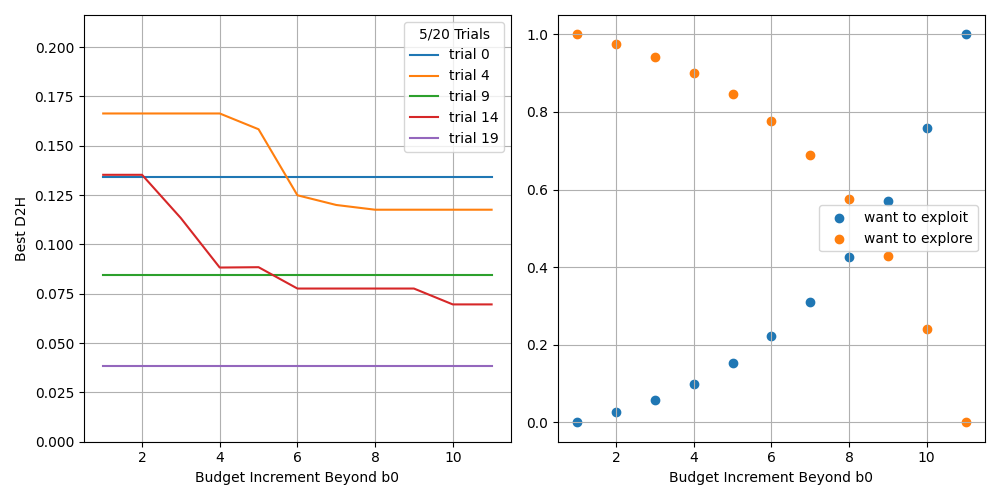 5/20 Trials
trial 0
trial 4
trial 9
trial 14
trial 19
0.200
0.175
0.150
0.125
0.100
0.075
0.050
0.025
0.000
Best D2H
2 4 6 8 10
Budget Increment Beyond b0
1.0
0.8
0.6
0.4
0.2
0.0
want to exploit
want to explore
2 4 6 8 10
Budget Increment Beyond b0